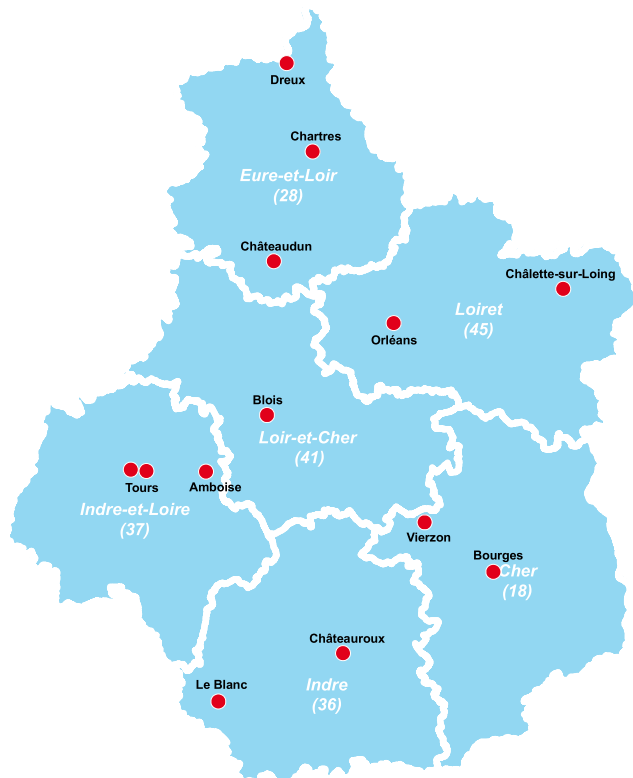 Dreux
Chartres
Eure-et-Loir
(28)
Châteaudun
Châlette-sur-Loing
Loiret
(45)
Orléans
Blois
Loir-et-Cher
(41)
Tours
Amboise
Indre-et-Loire
(37)
Vierzon
Bourges
Cher
(18)
Châteauroux
Le Blanc
Indre
(36)